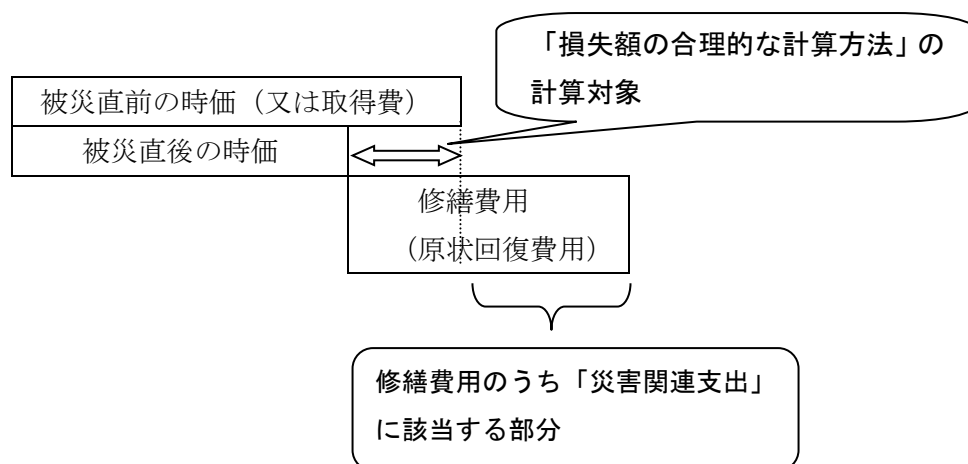 「損失額の合理的な計算方法」の
計算対象
被災直前の時価（又は取得費）
被災直後の時価
修繕費用
（原状回復費用）
修繕費用のうち「災害関連支出」
に該当する部分